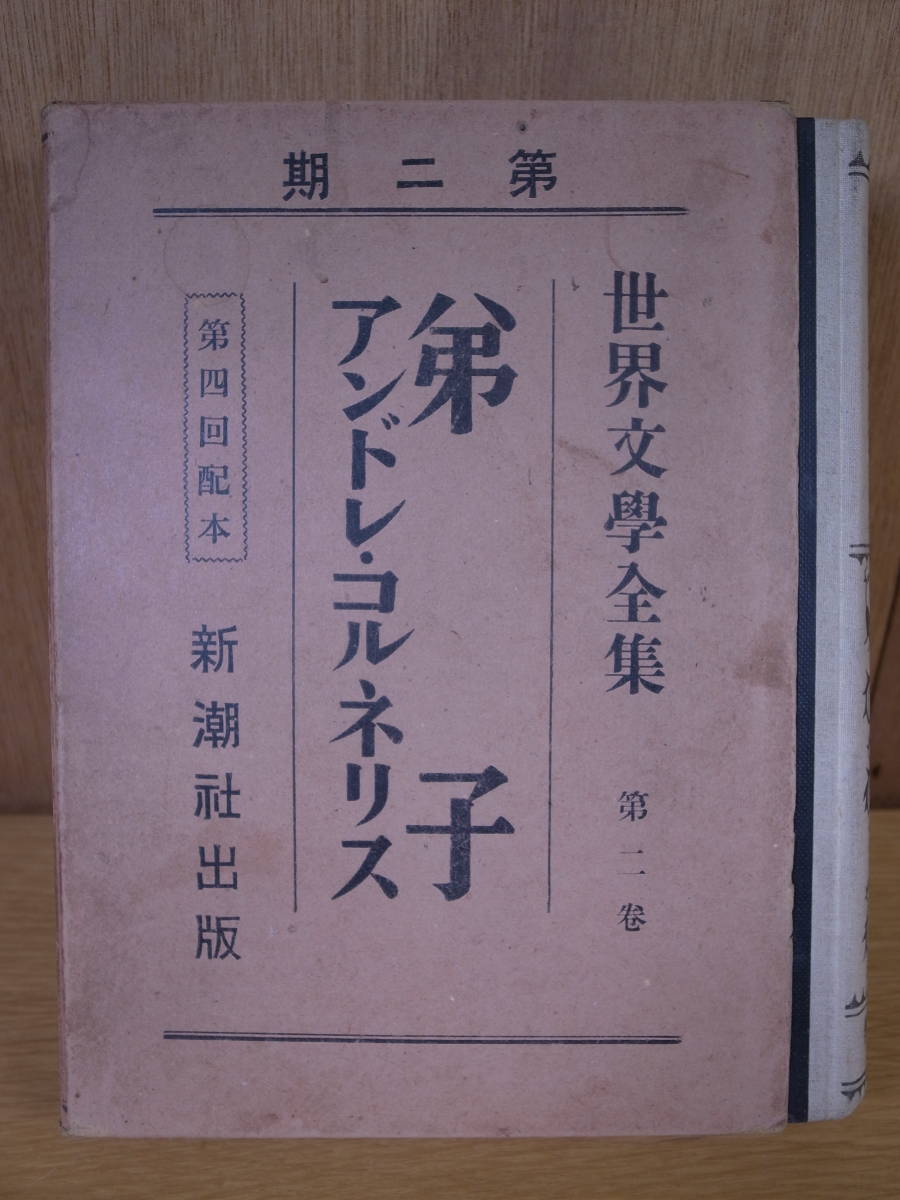 第二期
世界文學全集 第二卷
弟子
アンドレ・コルネリス
第四回配本
新潮社出版